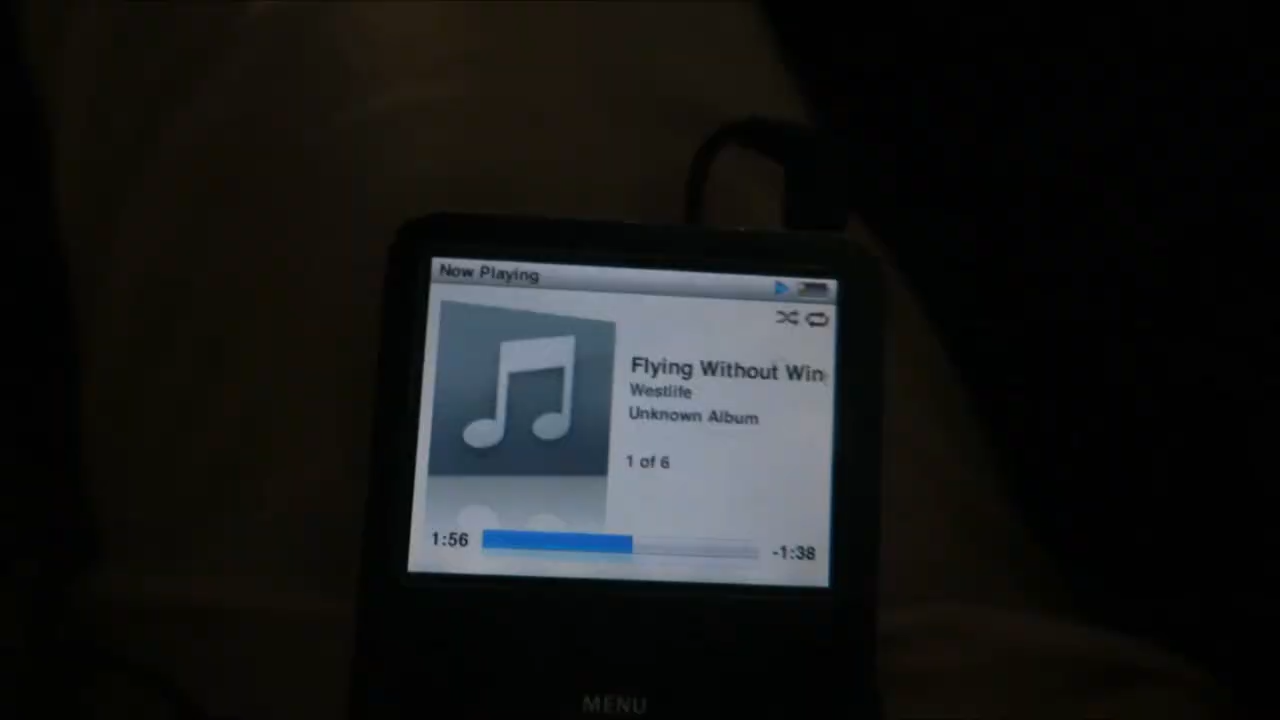 Now Playing
Flying Without Win
Westlife
Unknown Album
1 of 6
1:56
-1:38
MENU